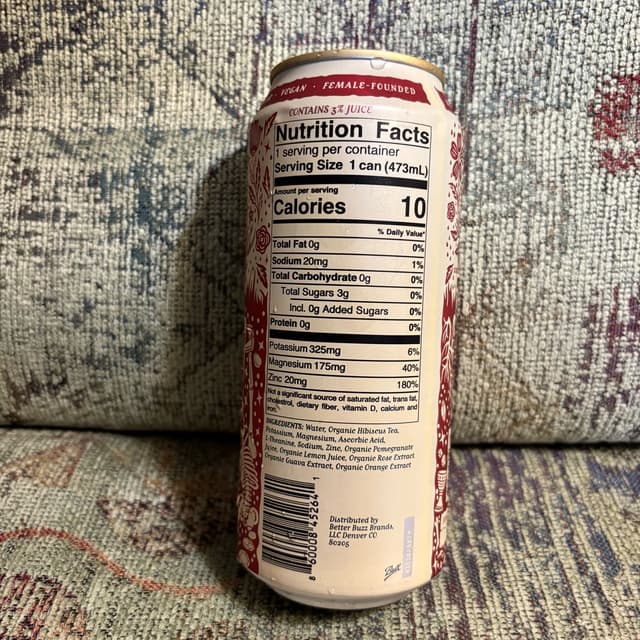 VEGAN · FEMALE-FOUNDED
CONTAINS 3% JUICE
Nutrition Facts
1 serving per container
Serving Size 1 can (473mL)
Amount per serving
Calories 10
% Daily Value*
Total Fat 0g 0%
Sodium 20mg 1%
Total Carbohydrate 0g 0%
Total Sugars 3g 0%
Incl. 0g Added Sugars 0%
Protein 0g 0%
Potassium 325mg 6%
Magnesium 175mg 40%
Zinc 20mg 180%
Not a significant source of saturated fat, trans fat,
cholestrol, dietary fiber, vitamin D, calcium and
iron.
INGREDIENTS: Water, Organic Hibiscus Tea,
Potassium, Magnesium, Ascorbic Acid,
L-Theanine, Sodium, Zinc, Organic Pomegranate
Juice, Organic Lemon Juice, Organic Rose Extract
Organic Guava Extract, Organic Orange Extract
8 60008 45264 1
Distributed by
Better Buzz Brands,
LLC Denver CO
80205